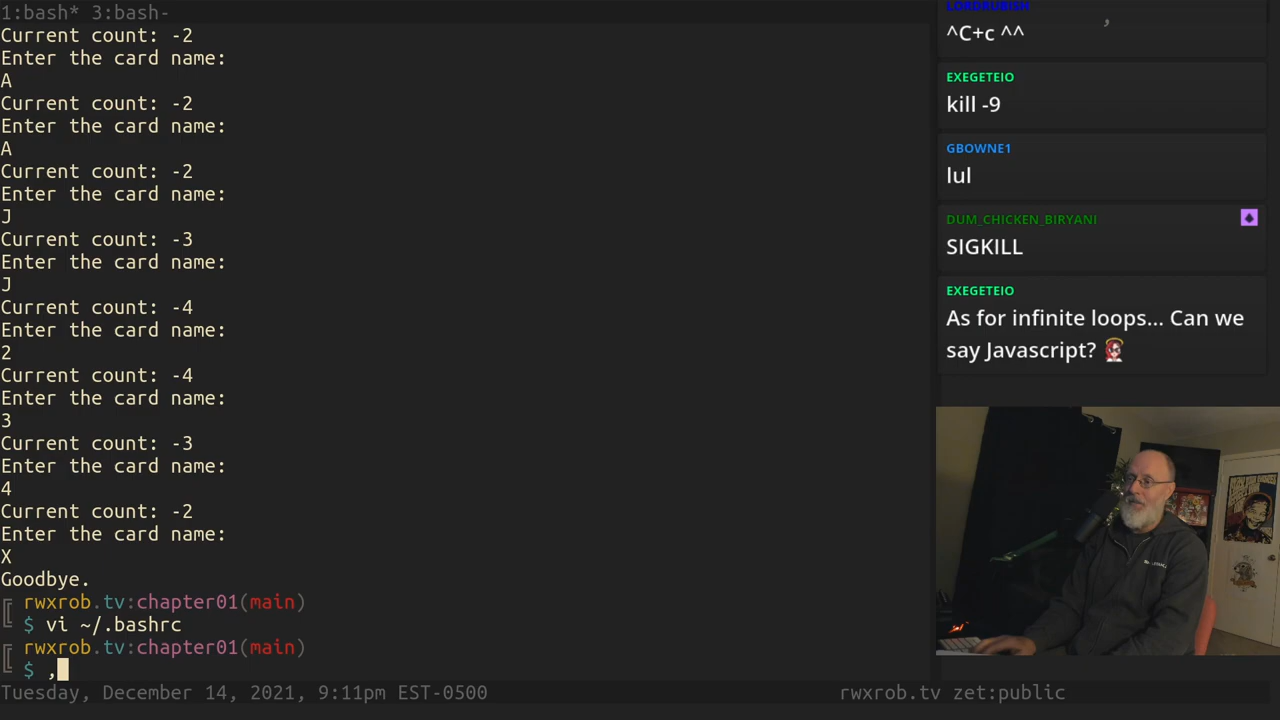 1:bash* 3:bash-
Current count: -2
Enter the card name:
A
Current count: -2
Enter the card name:
A
Current count: -2
Enter the card name:
J
Current count: -3
Enter the card name:
J
Current count: -4
Enter the card name:
2
Current count: -4
Enter the card name:
3
Current count: -3
Enter the card name:
4
Current count: -2
Enter the card name:
X
Goodbye.
rwxrob.tv:chapter01(main)
$ vi ~/.bashrc
rwxrob.tv:chapter01(main)
$ ,
Tuesday, December 14, 2021, 9:11pm EST-0500
rwxrob.tv zet:public
LORDRUBISH
^C+c ^^
,
EXEGETEIO
kill -9
GBOWNE1
lul
DUM_CHICKEN_BIRYANI
SIGKILL
EXEGETEIO
As for infinite loops... Can we
say Javascript?